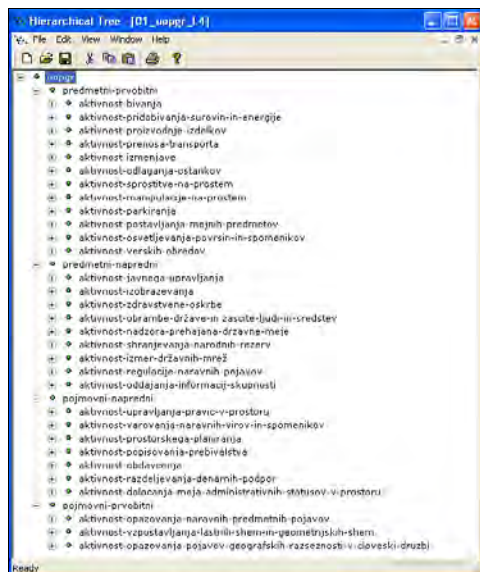 Hierarchical Tree - [01_uopgr_l.4]
File Edit View Window Help
uopgr
predmetni-prvobitni
aktivnost-bivanja
aktivnost-pridobivanja-surovin-in-energije
aktivnost-proizvodnje-izdelkov
aktivnost-prenosa-transporta
aktivnost-izmenjave
aktivnost-odlaganja-ostankov
aktivnost-sprostitve-na-prostem
aktivnost-manipulacije-na-prostem
aktivnost-parkiranja
aktivnost-postavljanja-mejnih-predmetov
aktivnost-osvetljevanja-povrsin-in-spomenikov
aktivnost-verskih-obredov
predmetni-napredni
aktivnost-javnega-upravljanja
aktivnost-izobrazevanja
aktivnost-zdravstvene-oskrbe
aktivnost-obrambe-države-in-zascite-ljudi-in-sredstev
aktivnost-nadzora-prehajana-drzavne-meje
aktivnost-shranjevanja-narodnih-rezerv
aktivnost-izmer-državnih-mrež
aktivnost-regulacije-naravnih-pojavov
aktivnost-oddajanja-informacij-skupnosti
pojmovni-napredni
aktivnost-upravljanja-pravic-v-prostoru
aktivnost-varovanja-naravnih-virov-in-spomenikov
aktivnost-prostorskega-planiranja
aktivnost-popisovanja-prebivalstva
aktivnost-obdavcenja
aktivnost-razdeljevanja-denarnih-podpor
aktivnost-dolocanja-meja-administrativnih-statusov-v-prostoru
pojmovni-prvobitni
aktivnost-opazovanja-naravnih-predmetnih-pojavov
aktivnost-vzpostavljanja-lastnih-shem-in-geometrijskih-shem
aktivnost-opazovanja-pojavov-geografskih-razseznosti-v-cloveski-druzbi
Ready